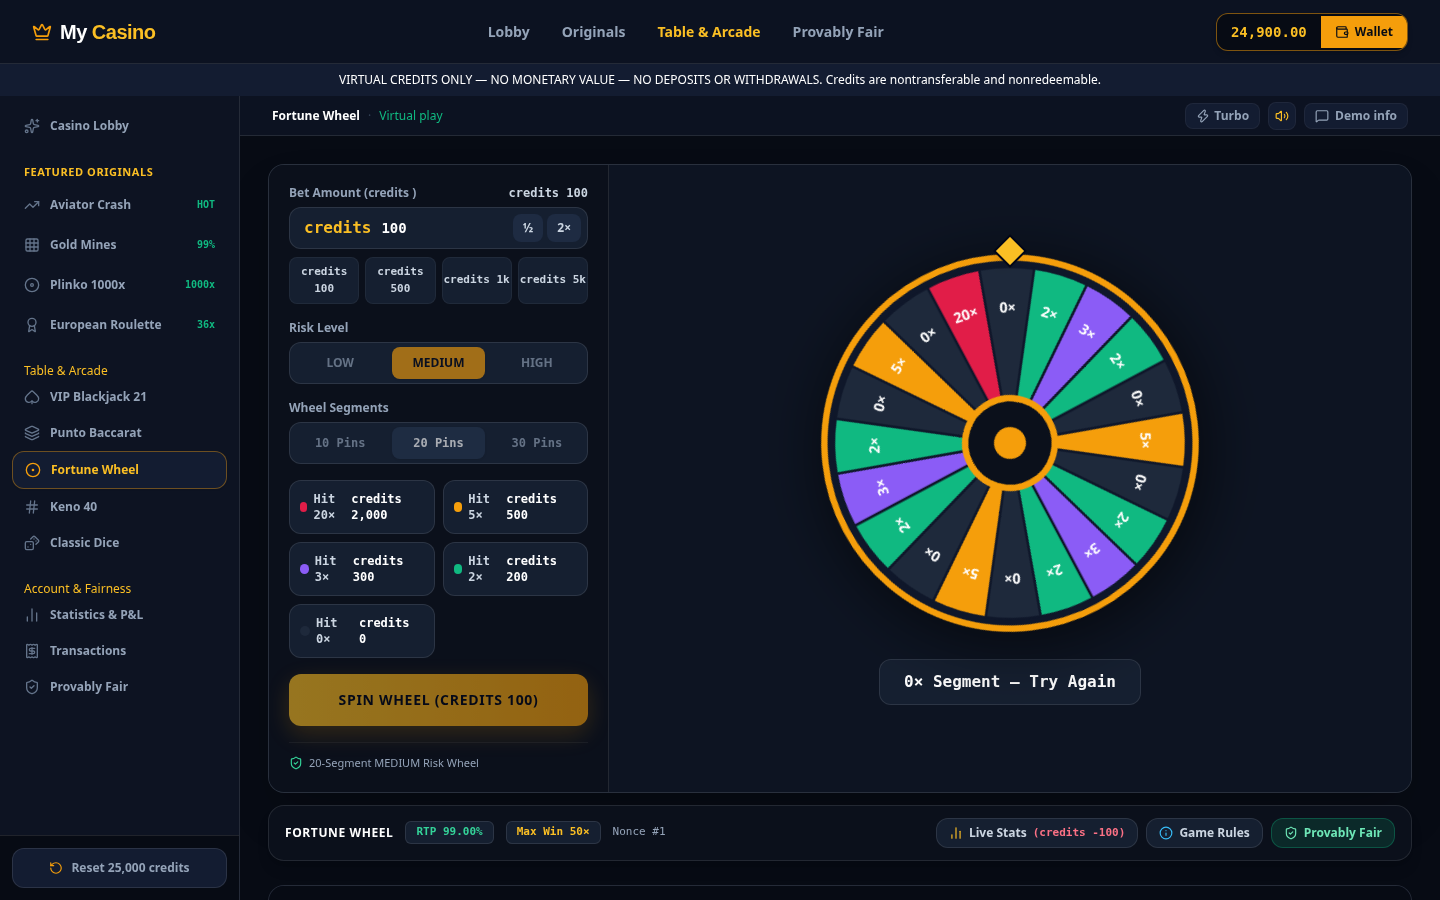 My Casino
Lobby
Originals
Table & Arcade
Provably Fair
24,900.00
Wallet
VIRTUAL CREDITS ONLY — NO MONETARY VALUE — NO DEPOSITS OR WITHDRAWALS. Credits are nontransferable and nonredeemable.
Casino Lobby
FEATURED ORIGINALS
Aviator Crash HOT
Gold Mines 99%
Plinko 1000x 1000x
European Roulette 36x
Table & Arcade
VIP Blackjack 21
Punto Baccarat
Fortune Wheel
Keno 40
Classic Dice
Account & Fairness
Statistics & P&L
Transactions
Provably Fair
Reset 25,000 credits
Fortune Wheel · Virtual play
Turbo
Demo info
Bet Amount (credits ) credits 100
credits 100 ½ 2×
credits 100
credits 500
credits 1k
credits 5k
Risk Level
LOW MEDIUM HIGH
Wheel Segments
10 Pins 20 Pins 30 Pins
Hit 20× credits 2,000
Hit 5× credits 500
Hit 3× credits 300
Hit 2× credits 200
Hit 0× credits 0
SPIN WHEEL (CREDITS 100)
20-Segment MEDIUM Risk Wheel
0×
2×
3×
2×
0×
5×
0×
2×
3×
2×
0×
5×
0×
2×
3×
2×
0×
5×
0×
20×
0× Segment — Try Again
FORTUNE WHEEL
RTP 99.00%
Max Win 50×
Nonce #1
Live Stats (credits -100)
Game Rules
Provably Fair